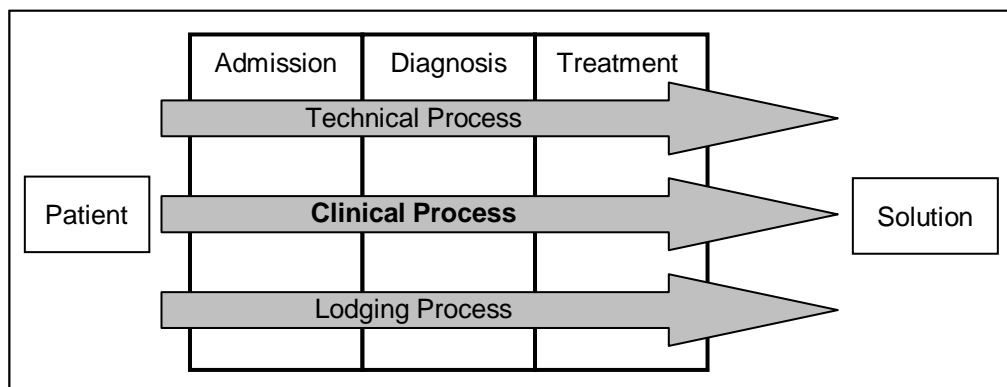 Admission
Diagnosis
Treatment
Technical Process
Patient
Clinical Process
Solution
Lodging Process